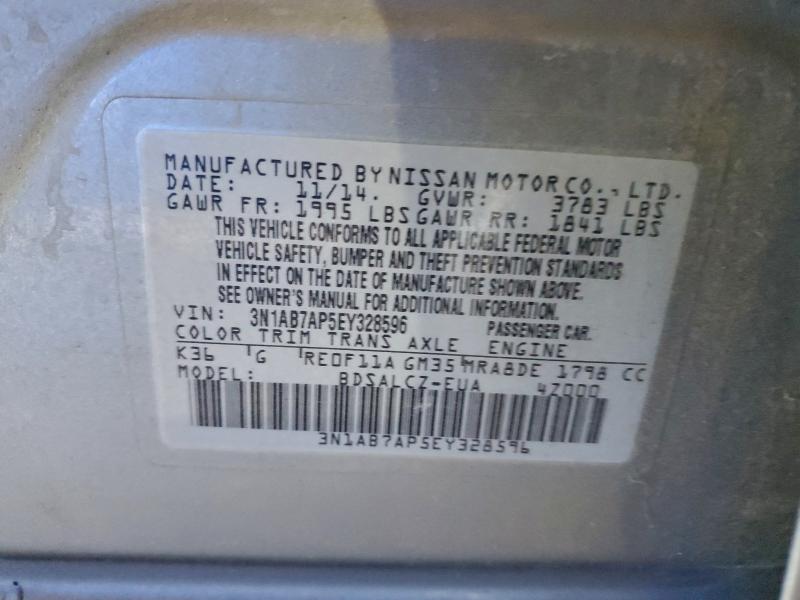 MANUFACTURED BY NISSAN MOTOR CO., LTD.
DATE: 11/14. GVWR: 3783 LBS
GAWR FR: 1995 LBS GAWR RR: 1841 LBS
THIS VEHICLE CONFORMS TO ALL APPLICABLE FEDERAL MOTOR
VEHICLE SAFETY, BUMPER AND THEFT PREVENTION STANDARDS
IN EFFECT ON THE DATE OF MANUFACTURE SHOWN ABOVE.
SEE OWNER'S MANUAL FOR ADDITIONAL INFORMATION.
VIN: 3N1AB7AP5EY328596 PASSENGER CAR.
COLOR TRIM TRANS AXLE ENGINE
K36 G RE0F11A GM35 MRA8DE 1798 CC
MODEL: BDSALCZ-EUA 4Z000
3N1AB7AP5EY328596